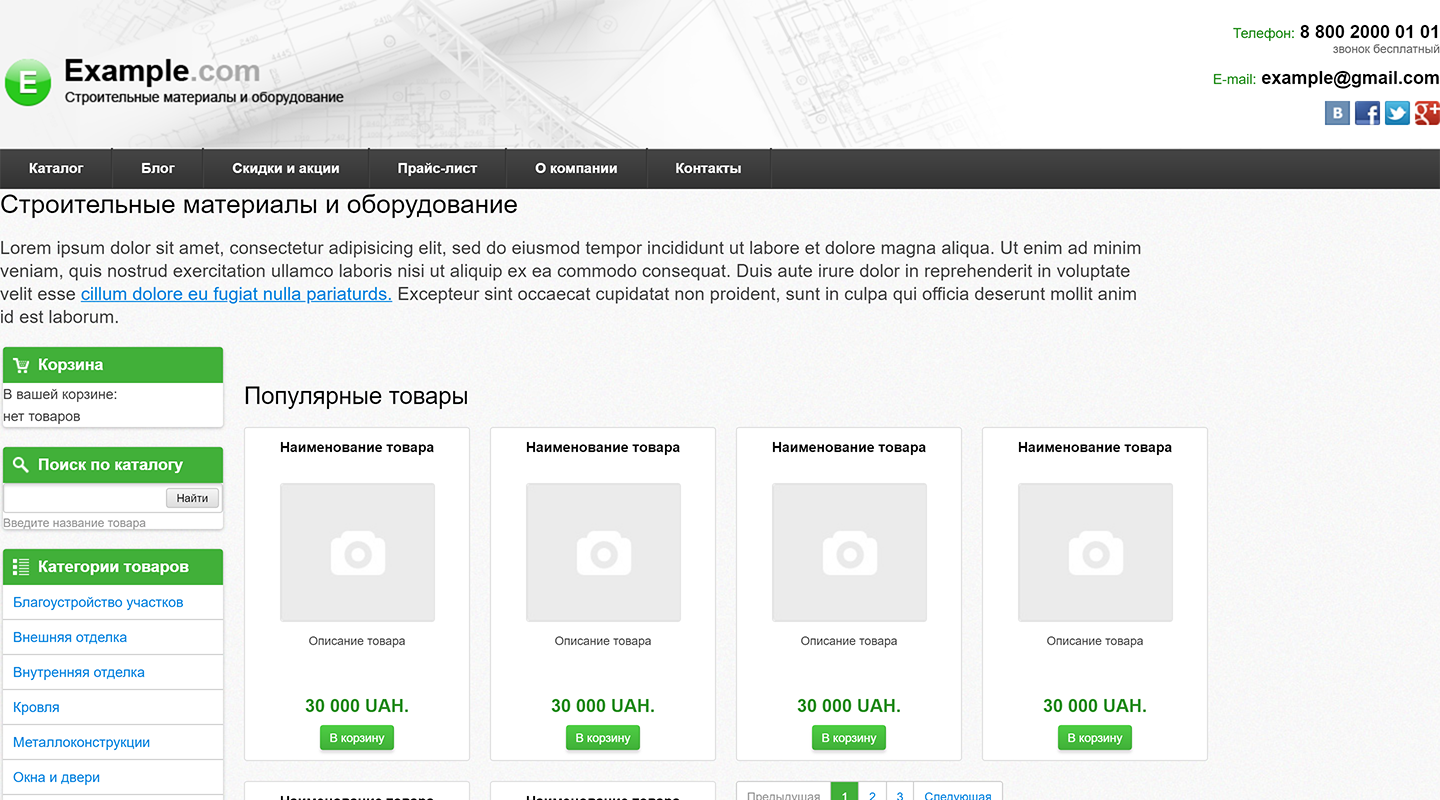 E
Example.com
Строительные материалы и оборудование
Телефон: 8 800 2000 01 01
звонок бесплатный
E-mail: example@gmail.com
Каталог Блог Скидки и акции Прайс-лист О компании Контакты
Строительные материалы и оборудование
Lorem ipsum dolor sit amet, consectetur adipisicing elit, sed do eiusmod tempor incididunt ut labore et dolore magna aliqua. Ut enim ad minim
veniam, quis nostrud exercitation ullamco laboris nisi ut aliquip ex ea commodo consequat. Duis aute irure dolor in reprehenderit in voluptate
velit esse cillum dolore eu fugiat nulla pariaturds. Excepteur sint occaecat cupidatat non proident, sunt in culpa qui officia deserunt mollit anim
id est laborum.
Корзина
В вашей корзине:
нет товаров
Поиск по каталогу
Найти
Введите название товара
Категории товаров
Благоустройство участков
Внешняя отделка
Внутренняя отделка
Кровля
Металлоконструкции
Окна и двери
Популярные товары
Наименование товара Наименование товара Наименование товара Наименование товара
Описание товара Описание товара Описание товара Описание товара
30 000 UAH. 30 000 UAH. 30 000 UAH. 30 000 UAH.
В корзину В корзину В корзину В корзину
Наименование товара Наименование товара
Предыдущая 1 2 3 Следующая